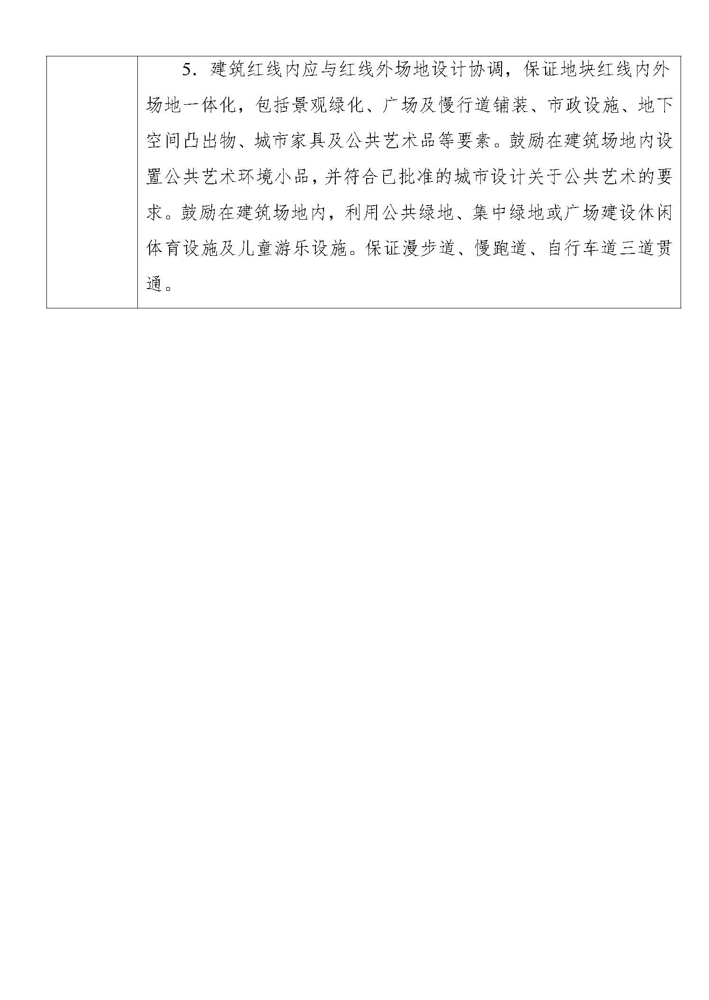 5. 建筑红线内应与红线外场地设计协调，保证地块红线内外
场地一体化，包括景观绿化、广场及慢行道铺装、市政设施、地下
空间凸出物、城市家具及公共艺术品等要素。鼓励在建筑场地内设
置公共艺术环境小品，并符合已批准的城市设计关于公共艺术的要
求。鼓励在建筑场地内，利用公共绿地、集中绿地或广场建设休闲
体育设施及儿童游乐设施。保证漫步道、慢跑道、自行车道三道贯
通。